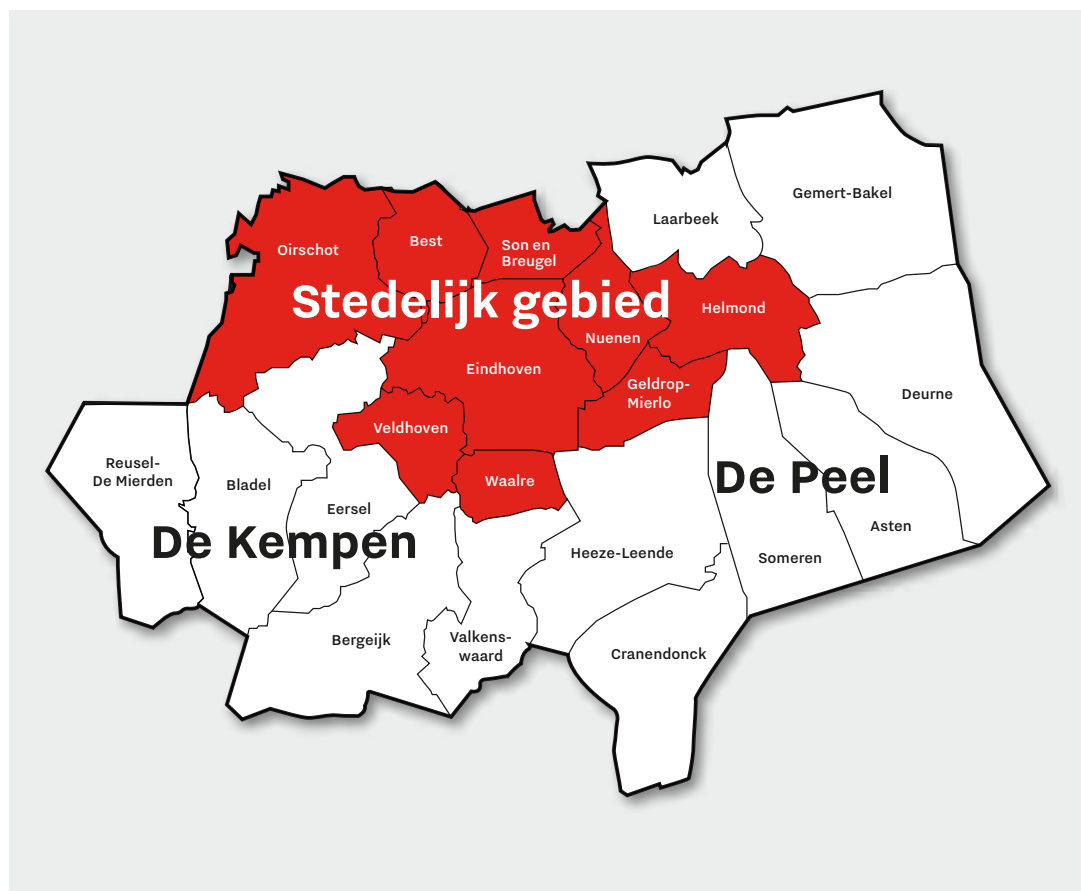 Gemert-Bakel
Laarbeek
Oirschot
Best
Son en
Breugel
Stedelijk gebied
Helmond
Nuenen
Eindhoven
Geldrop-
Mierlo
Deurne
Veldhoven
Reusel-
De Mierden
Bladel
Waalre
De Peel
Eersel
Asten
De Kempen
Heeze-Leende
Someren
Bergeijk
Valkens-
waard
Cranendonck